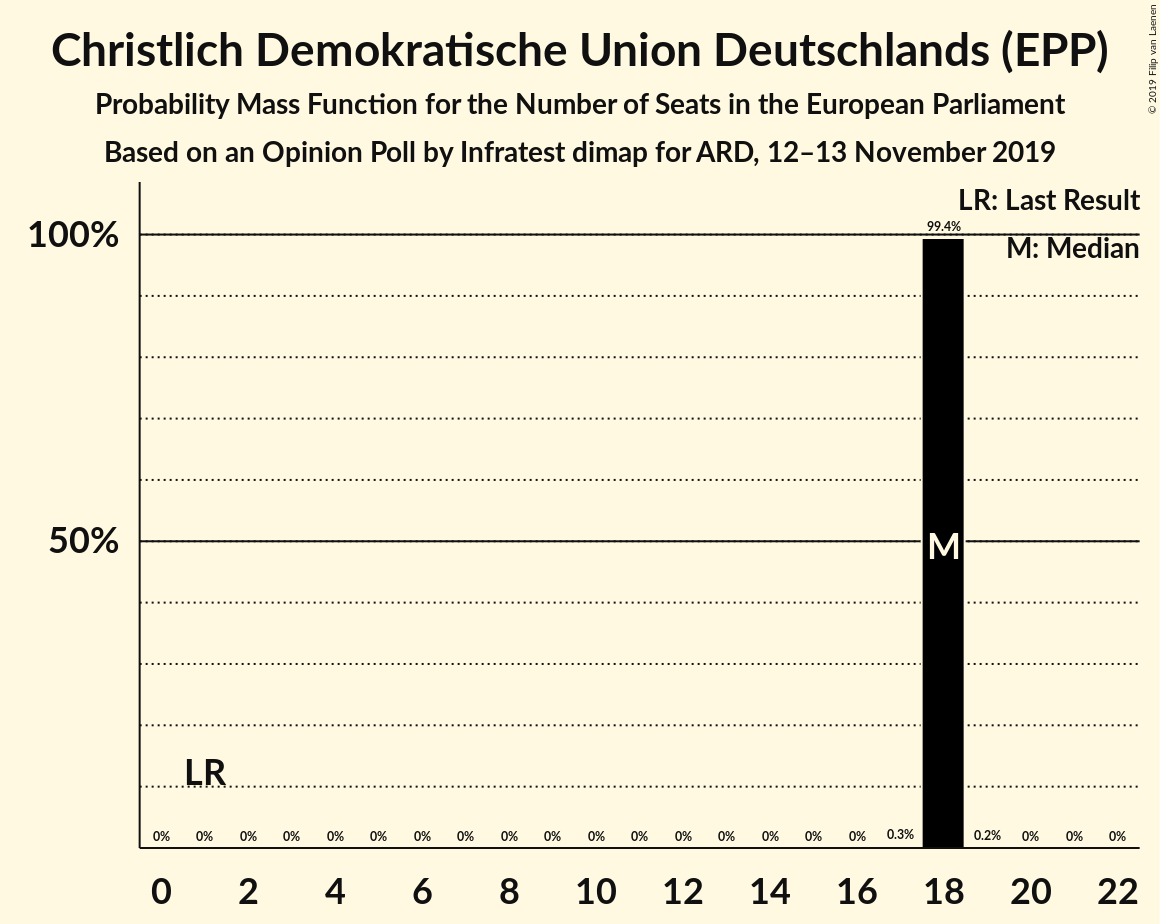 Christlich Demokratische Union Deutschlands (EPP)
Probability Mass Function for the Number of Seats in the European Parliament
Based on an Opinion Poll by Infratest dimap for ARD, 12–13 November 2019
© 2019 Filip van Laenen
LR: Last Result
M: Median
100%
50%
99.4%
M
LR
0% 0% 0% 0% 0% 0% 0% 0% 0% 0% 0% 0% 0% 0% 0% 0% 0% 0.3% 0.2% 0% 0% 0%
0 2 4 6 8 10 12 14 16 18 20 22